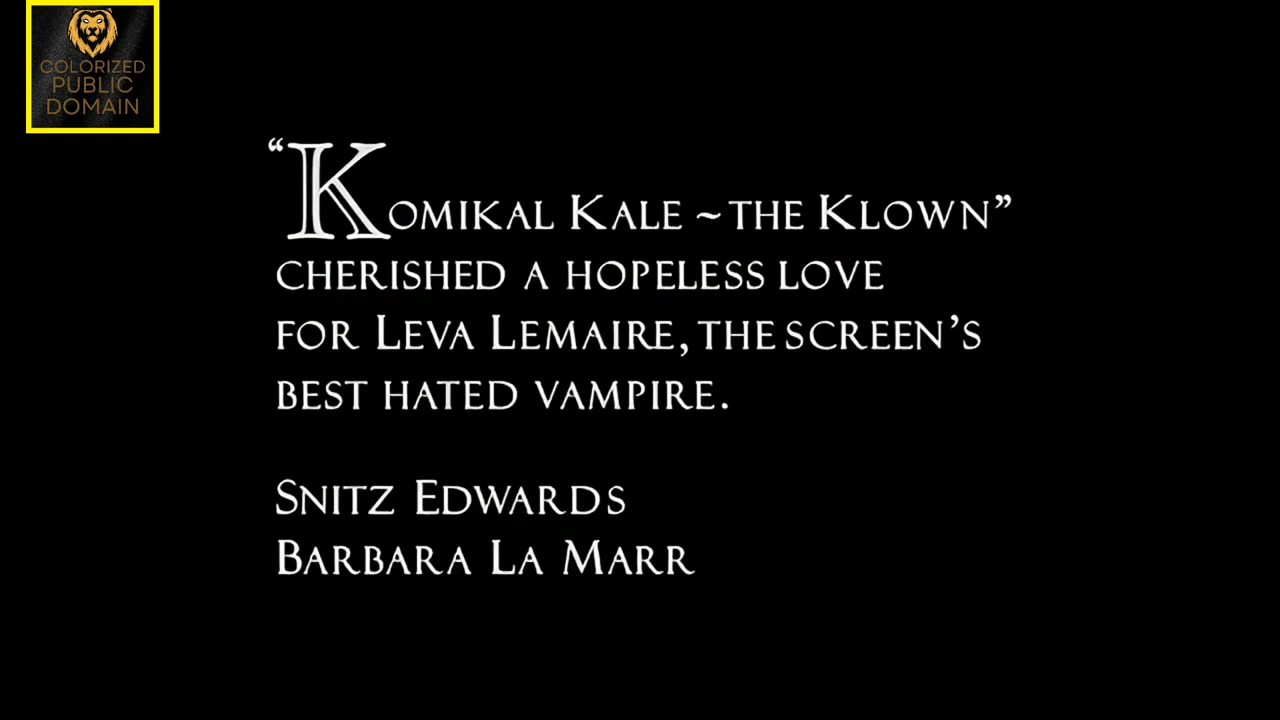 COLORIZED
PUBLIC
DOMAIN
“KOMIKAL KALE ~ THE KLOWN”
CHERISHED A HOPELESS LOVE
FOR LEVA LEMAIRE, THE SCREEN’S
BEST HATED VAMPIRE.
SNITZ EDWARDS
BARBARA LA MARR